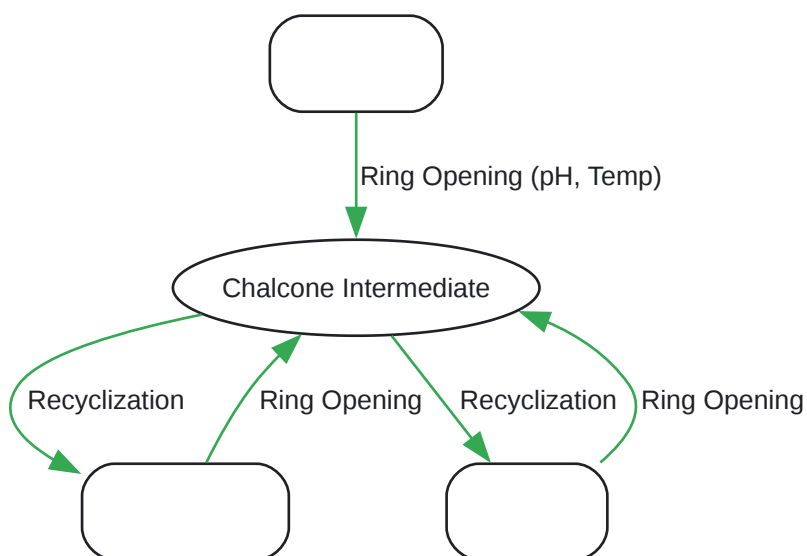 Ring Opening (pH, Temp)
Chalcone Intermediate
Recyclization
Ring Opening
Recyclization
Ring Opening